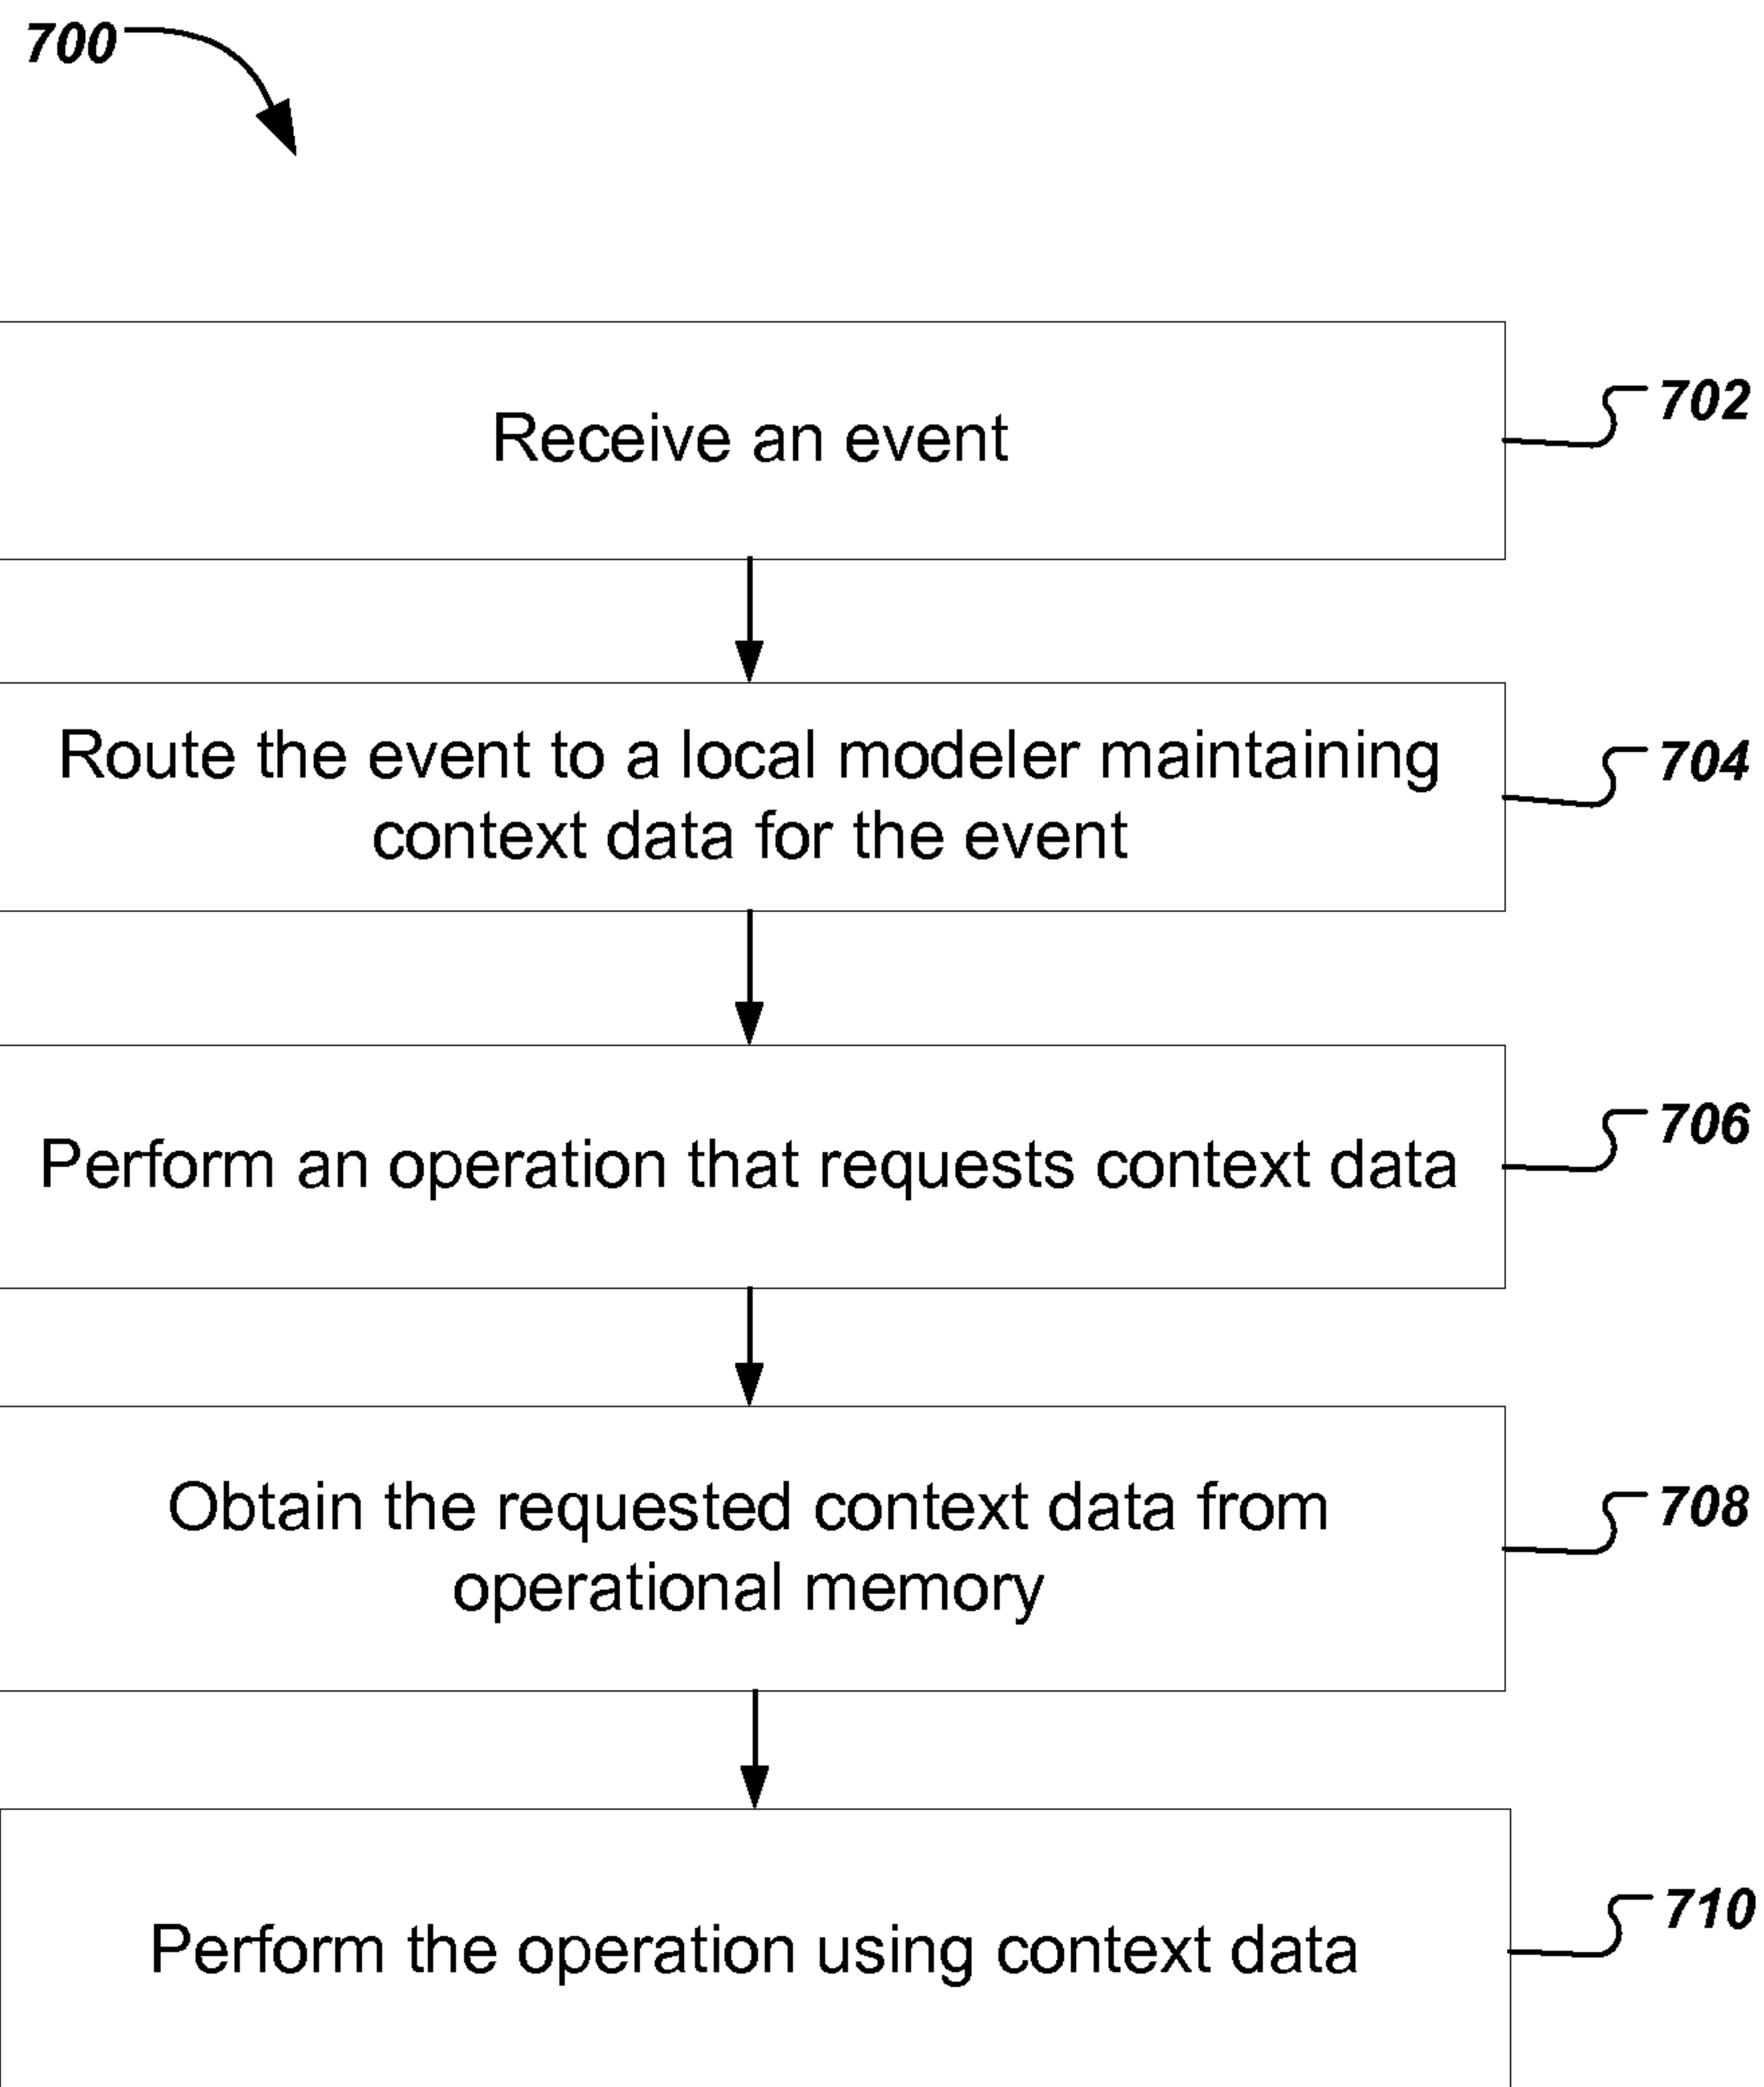 700
Receive an event
702
Route the event to a local modeler maintaining
context data for the event
704
Perform an operation that requests context data
706
Obtain the requested context data from
operational memory
708
Perform the operation using context data
710